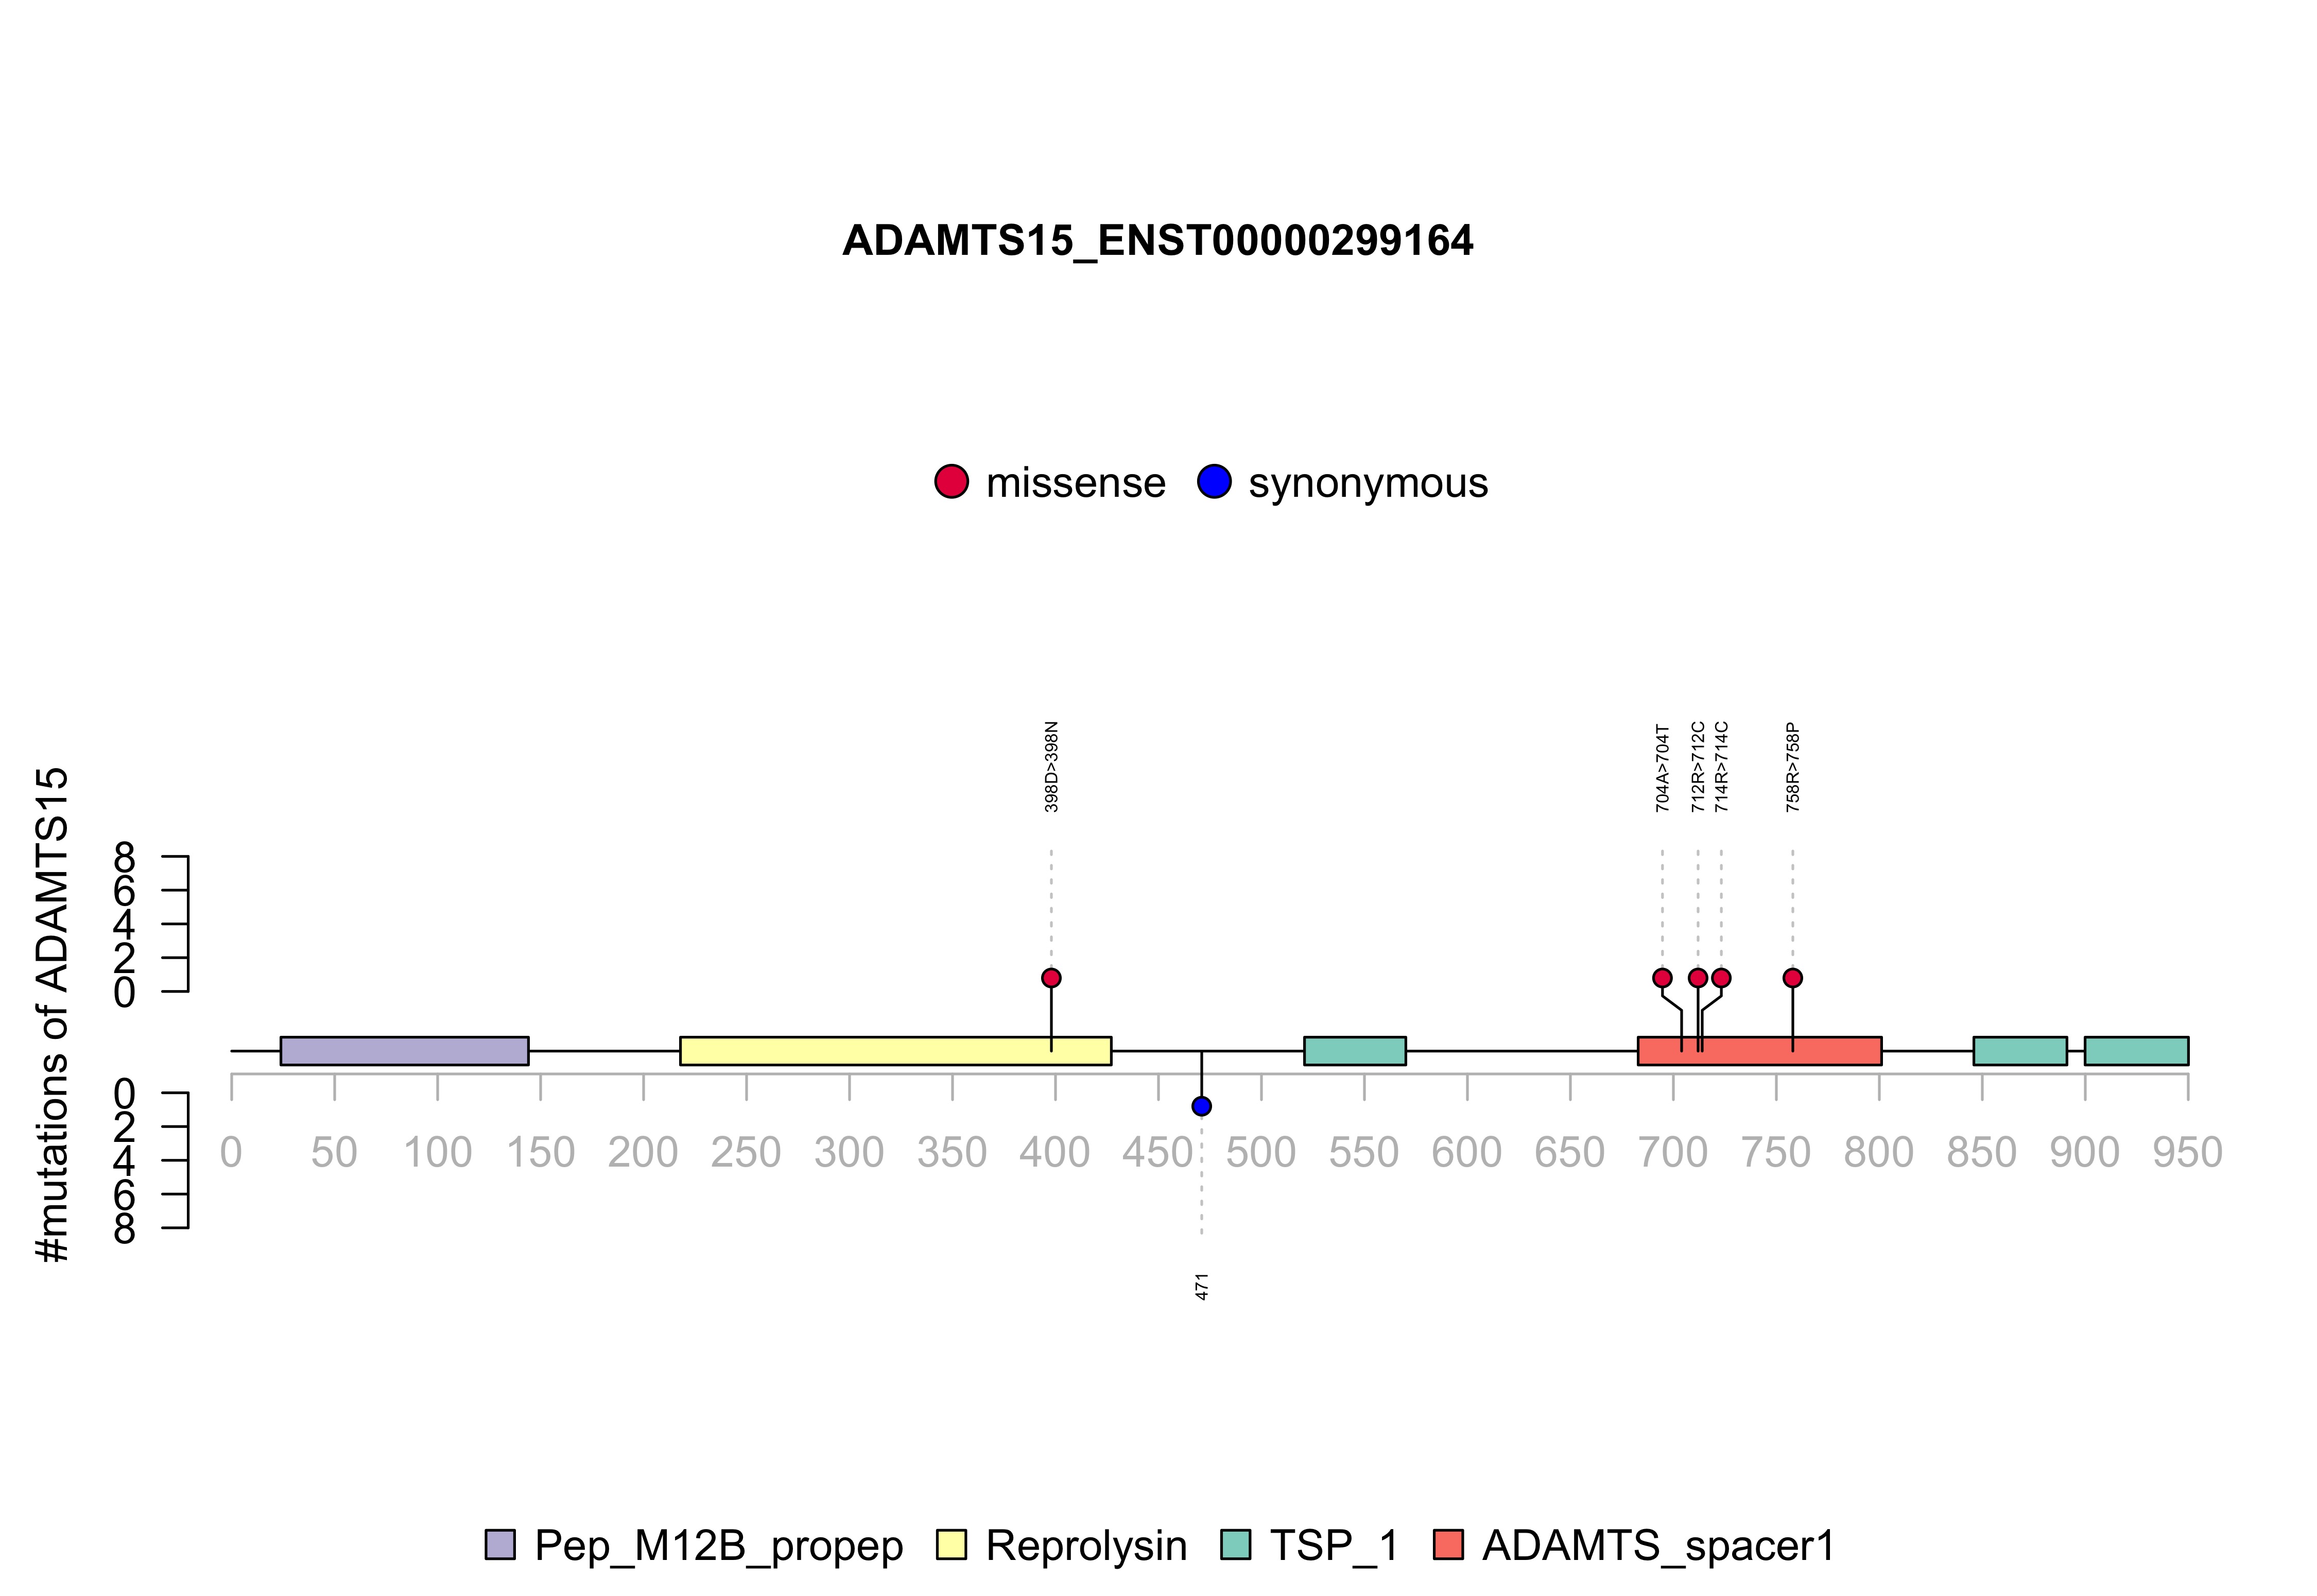 ADAMTS15_ENST00000299164
missense synonymous
398D>398N
704A>704T
712R>712C
714R>714C
758R>758P
#mutations of ADAMTS15
8
6
4
2
0
0
2
4
6
8
0 50 100 150 200 250 300 350 400 450 500 550 600 650 700 750 800 850 900 950
471
Pep_M12B_propep Reprolysin TSP_1 ADAMTS_spacer1